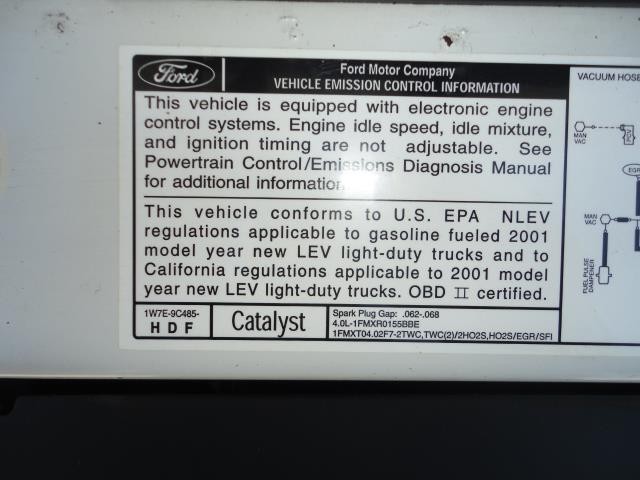 Ford
Ford Motor Company
VEHICLE EMISSION CONTROL INFORMATION
This vehicle is equipped with electronic engine
control systems. Engine idle speed, idle mixture,
and ignition timing are not adjustable. See
Powertrain Control/Emissions Diagnosis Manual
for additional information
This vehicle conforms to U.S. EPA NLEV
regulations applicable to gasoline fueled 2001
model year new LEV light-duty trucks and to
California regulations applicable to 2001 model
year new LEV light-duty trucks. OBD II certified.
1W7E-9C485-
HDF
Catalyst
Spark Plug Gap: .062-.068
4.0L-1FMXR0155BBE
1FMXT04.02F7-2TWC,TWC(2)/2HO2S,HO2S/EGR/SFI
VACUUM HOSE
MAN
VAC
EGR
MAN
VAC
FUEL PULSE
DAMPENER